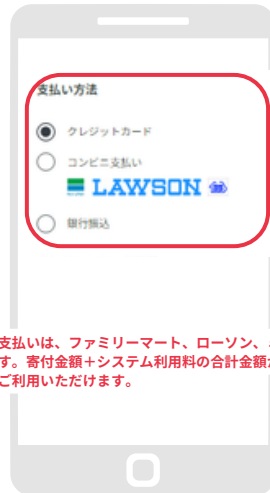 支払い方法
クレジットカード
コンビニ支払い
LAWSON
銀行振込
支払いは、ファミリーマート、ローソン、
す。寄付金額＋システム利用料の合計金額が
ご利用いただけます。